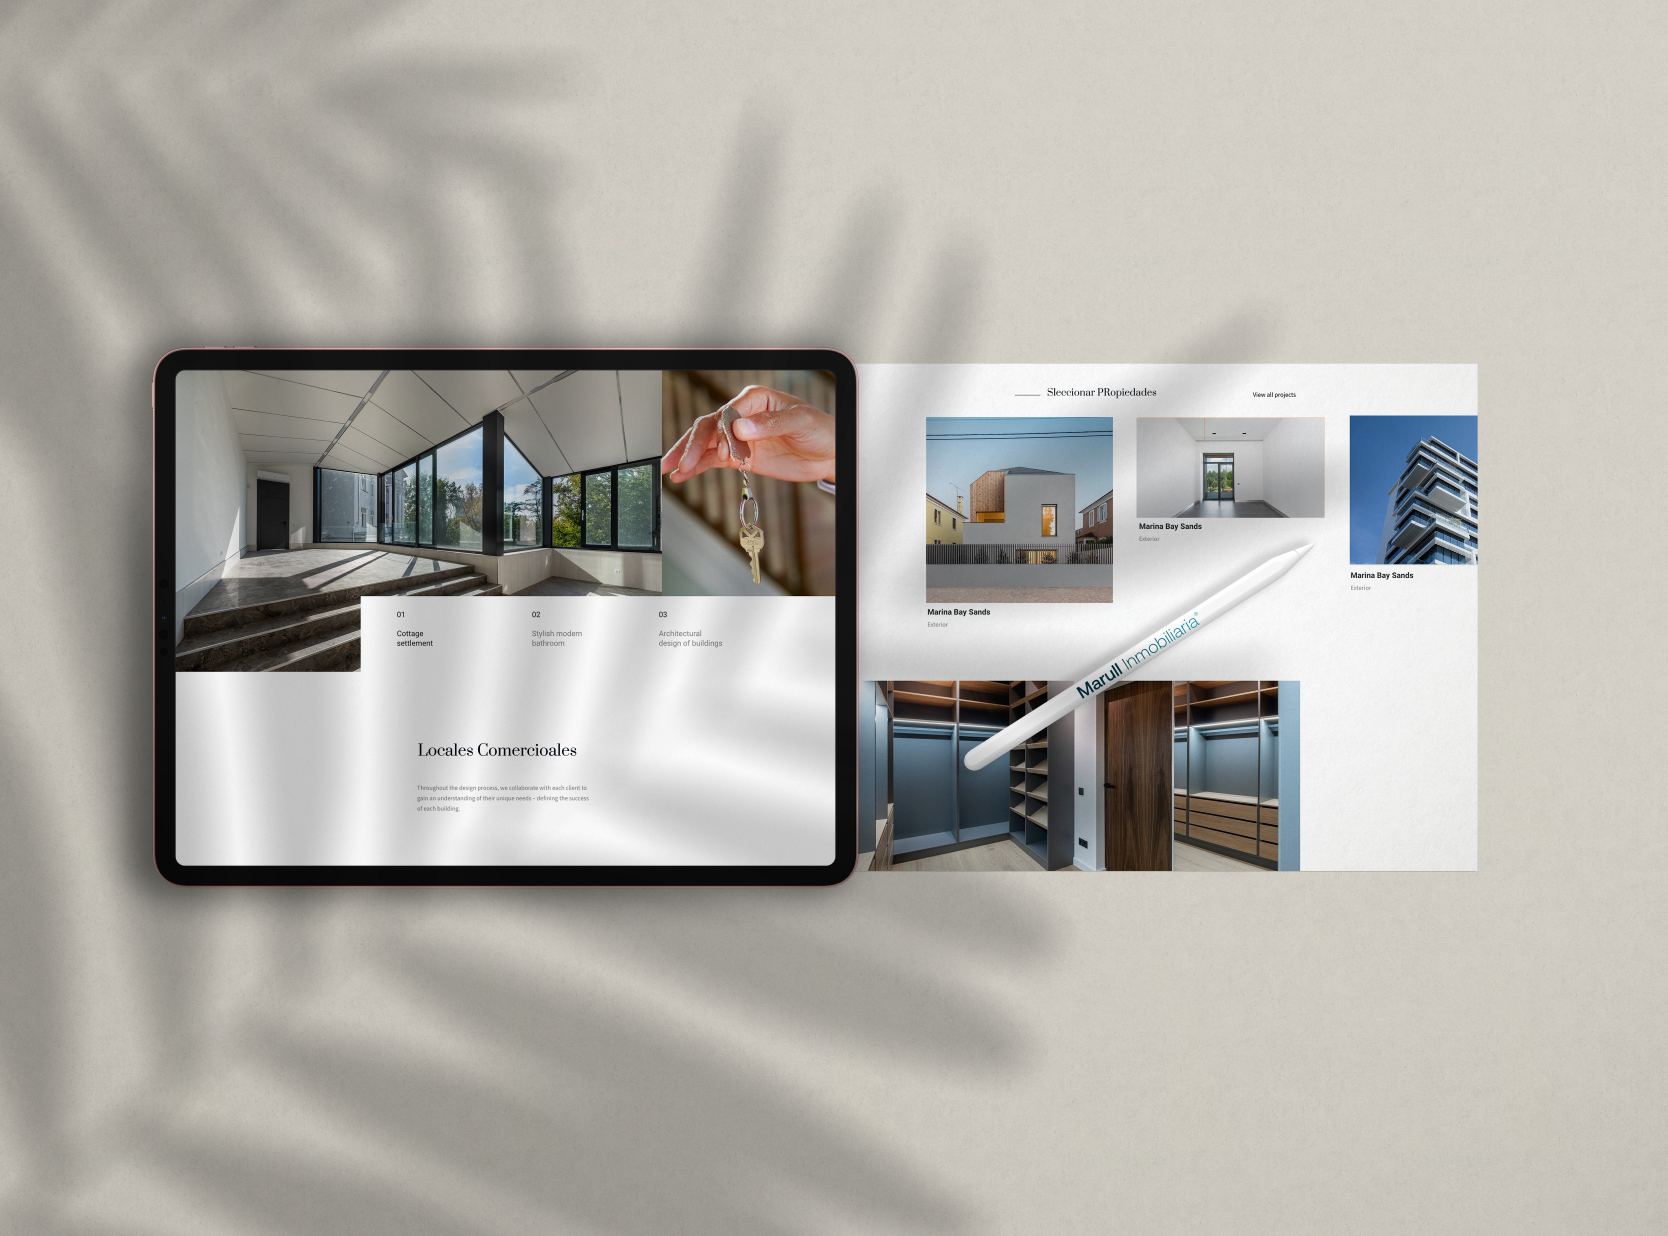 01
Cottage
settlement
02
Stylish modern
bathroom
03
Architectural
design of buildings
Locales Comercioales
Throughout the design process, we collaborate with each client to
gain an understanding of their unique needs - defining the success
of each building.
Sleccionar PRopiedades
View all projects
Marina Bay Sands
Exterior
Marina Bay Sands
Exterior
Marina Bay Sands
Exterior
Marull Inmobiliaria®